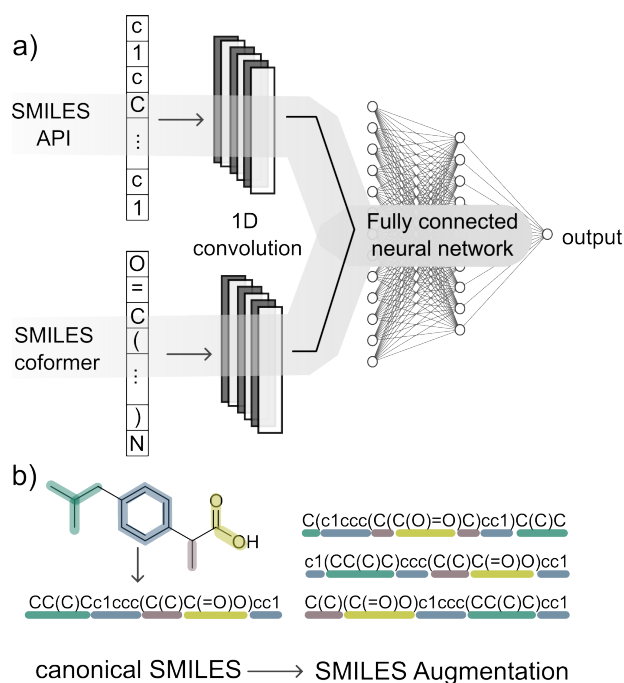 a)
c
1
c
C
⋮
c
1
SMILES
API
1D
convolution
Fully connected
neural network
output
O
=
C
(
⋮
)
N
SMILES
coformer
b)
O
OH
CC(C)Cc1ccc(C(C)C(=O)O)cc1
C(c1ccc(C(C(O)=O)C)cc1)C(C)C
c1(CC(C)C)ccc(C(C)C(=O)O)cc1
C(C)(C(=O)O)c1ccc(CC(C)C)cc1
canonical SMILES → SMILES Augmentation